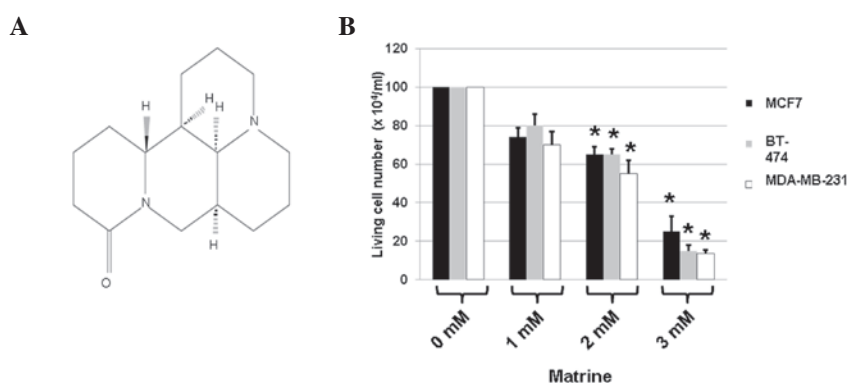 A
H
H
H
N
N
H
O
B
Living cell number (x 10⁴/ml)
120
100
80
60
40
20
0
* * *
* * *
0 mM
1 mM
2 mM
3 mM
Matrine
MCF7
BT-
474
MDA-MB-231